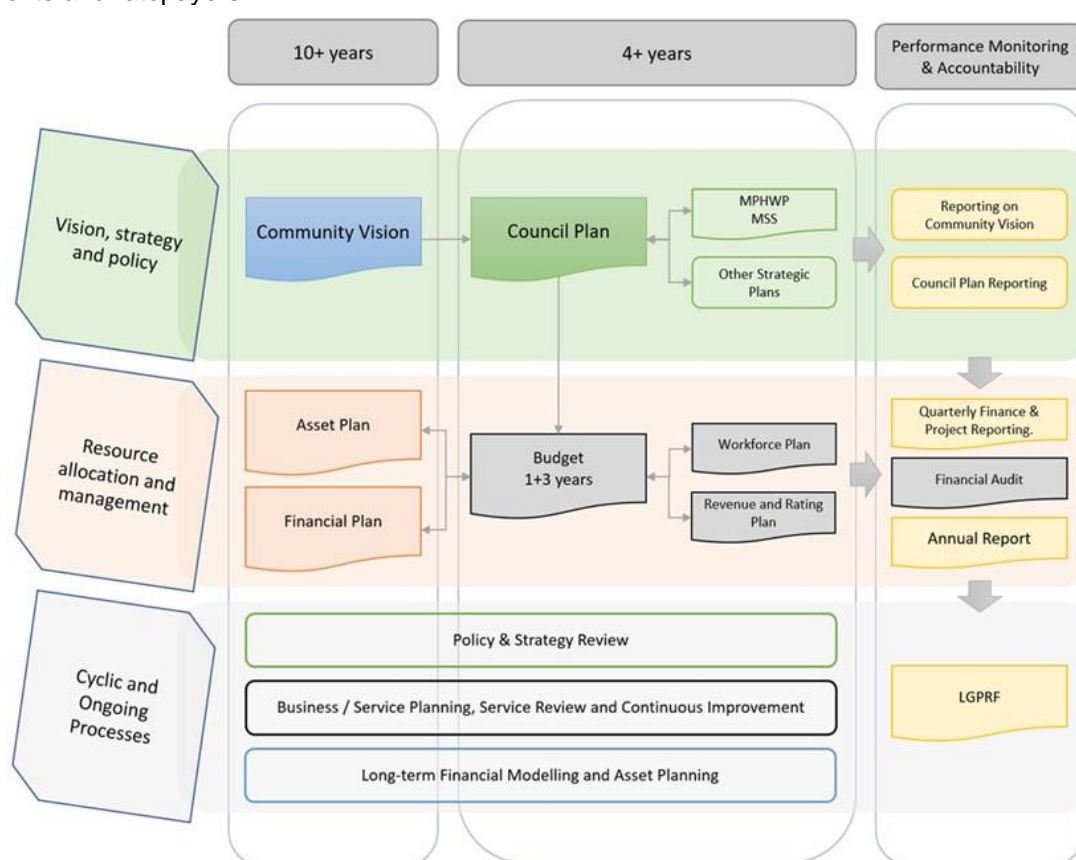 10+ years
4+ years
Performance Monitoring
& Accountability
Vision, strategy
and policy
Community Vision
Council Plan
MPHWP
MSS
Other Strategic
Plans
Reporting on
Community Vision
Council Plan Reporting
Resource
allocation and
management
Asset Plan
Financial Plan
Budget
1+3 years
Workforce Plan
Revenue and Rating
Plan
Quarterly Finance &
Project Reporting.
Financial Audit
Annual Report
Cyclic and
Ongoing
Processes
Policy & Strategy Review
Business / Service Planning, Service Review and Continuous Improvement
Long-term Financial Modelling and Asset Planning
LGPRF